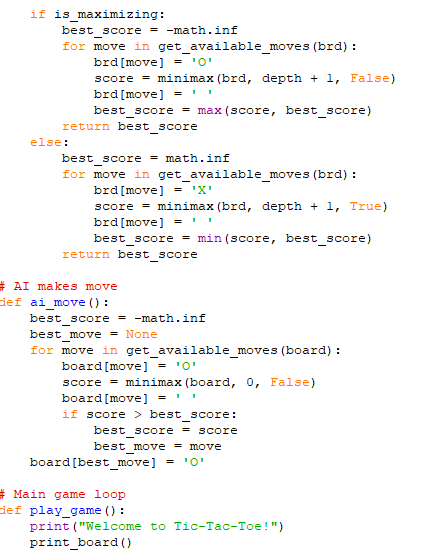 if is_maximizing:
        best_score = -math.inf
        for move in get_available_moves(brd):
            brd[move] = 'O'
            score = minimax(brd, depth + 1, False)
            brd[move] = ' '
            best_score = max(score, best_score)
        return best_score
    else:
        best_score = math.inf
        for move in get_available_moves(brd):
            brd[move] = 'X'
            score = minimax(brd, depth + 1, True)
            brd[move] = ' '
            best_score = min(score, best_score)
        return best_score

# AI makes move
def ai_move():
    best_score = -math.inf
    best_move = None
    for move in get_available_moves(board):
        board[move] = 'O'
        score = minimax(board, 0, False)
        board[move] = ' '
        if score > best_score:
            best_score = score
            best_move = move
    board[best_move] = 'O'

# Main game loop
def play_game():
    print("Welcome to Tic-Tac-Toe!")
    print_board()